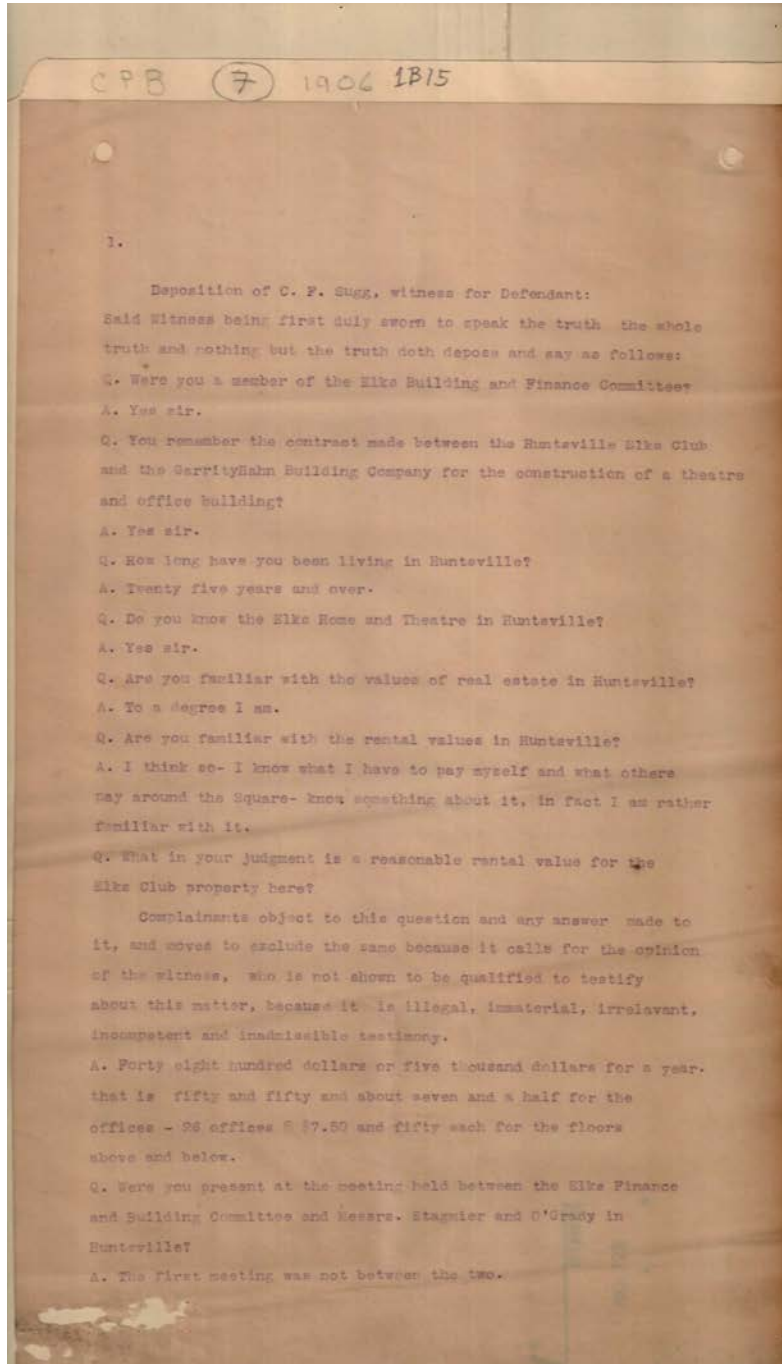 CPB 7 1906 1B15
1.
Deposition of C. F. Sugg, witness for Defendant:
Said Witness being first duly sworn to speak the truth the whole
truth and nothing but the truth doth depose and say as follows:
Q. Were you a member of the Elks Building and Finance Committee?
A. Yes sir.
Q. You remember the contract made between the Huntsville Elks Club
and the GarrityHahn Building Company for the construction of a theatre
and office building?
A. Yes sir.
Q. How long have you been living in Huntsville?
A. Twenty five years and over.
Q. Do you know the Elks Home and Theatre in Huntsville?
A. Yes sir.
Q. Are you familiar with the values of real estate in Huntsville?
A. To a degree I am.
Q. Are you familiar with the rental values in Huntsville?
A. I think so- I know what I have to pay myself and what others
pay around the Square- know something about it, in fact I am rather
familiar with it.
Q. What in your judgment is a reasonable rental value for the
Elks Club property here?
Complainants object to this question and any answer made to
it, and moves to exclude the same because it calls for the opinion
of the witness, who is not shown to be qualified to testify
about this matter, because it is illegal, immaterial, irrelavant,
incompetent and inadmissible testimony.
A. Forty eight hundred dollars or five thousand dollars for a year.
that is fifty and fifty and about seven and a half for the
offices - 26 offices @ $7.50 and fifty each for the floors
above and below.
Q. Were you present at the meeting held between the Elks Finance
and Building Committee and Messrs. Stagmier and O'Grady in
Huntsville?
A. The first meeting was not between the two.